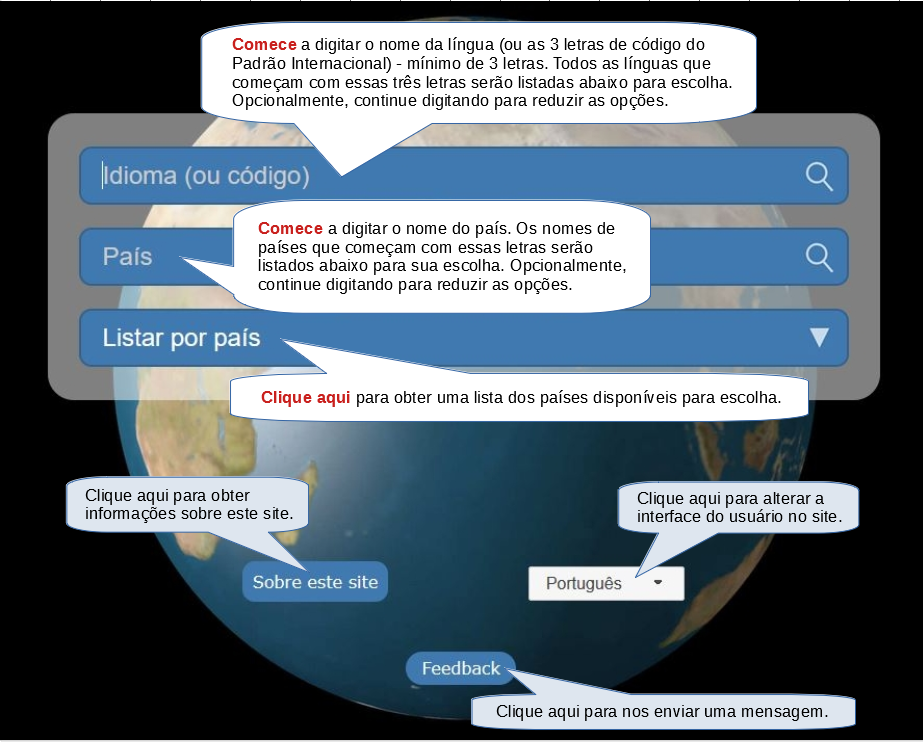 Comece a digitar o nome da língua (ou as 3 letras de código do
Padrão Internacional) - mínimo de 3 letras. Todos as línguas que
começam com essas três letras serão listadas abaixo para escolha.
Opcionalmente, continue digitando para reduzir as opções.
Idioma (ou código)
Comece a digitar o nome do país. Os nomes de
países que começam com essas letras serão
listados abaixo para sua escolha. Opcionalmente,
continue digitando para reduzir as opções.
País
Listar por país
Clique aqui para obter uma lista dos países disponíveis para escolha.
Clique aqui para obter
informações sobre este site.
Clique aqui para alterar a
interface do usuário no site.
Sobre este site
Português
Feedback
Clique aqui para nos enviar uma mensagem.